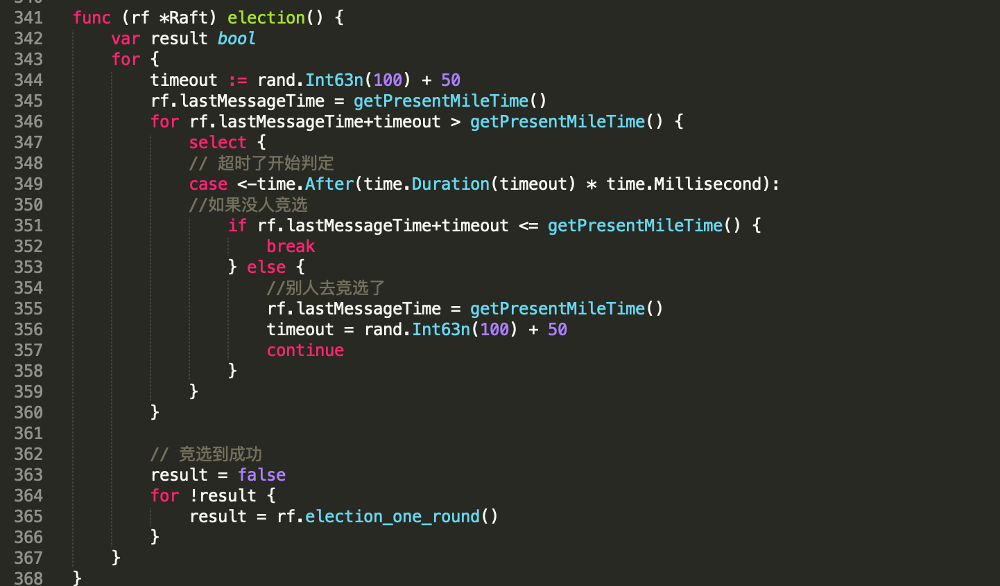 340
341 func (rf *Raft) election() {
342     var result bool
343     for {
344         timeout := rand.Int63n(100) + 50
345         rf.lastMessageTime = getPresentMileTime()
346         for rf.lastMessageTime+timeout > getPresentMileTime() {
347             select {
348             // 超时了开始判定
349             case <-time.After(time.Duration(timeout) * time.Millisecond):
350             //如果没人竞选
351                 if rf.lastMessageTime+timeout <= getPresentMileTime() {
352                     break
353                 } else {
354                     //别人去竞选了
355                     rf.lastMessageTime = getPresentMileTime()
356                     timeout = rand.Int63n(100) + 50
357                     continue
358                 }
359             }
360         }
361
362         // 竞选到成功
363         result = false
364         for !result {
365             result = rf.election_one_round()
366         }
367     }
368 }